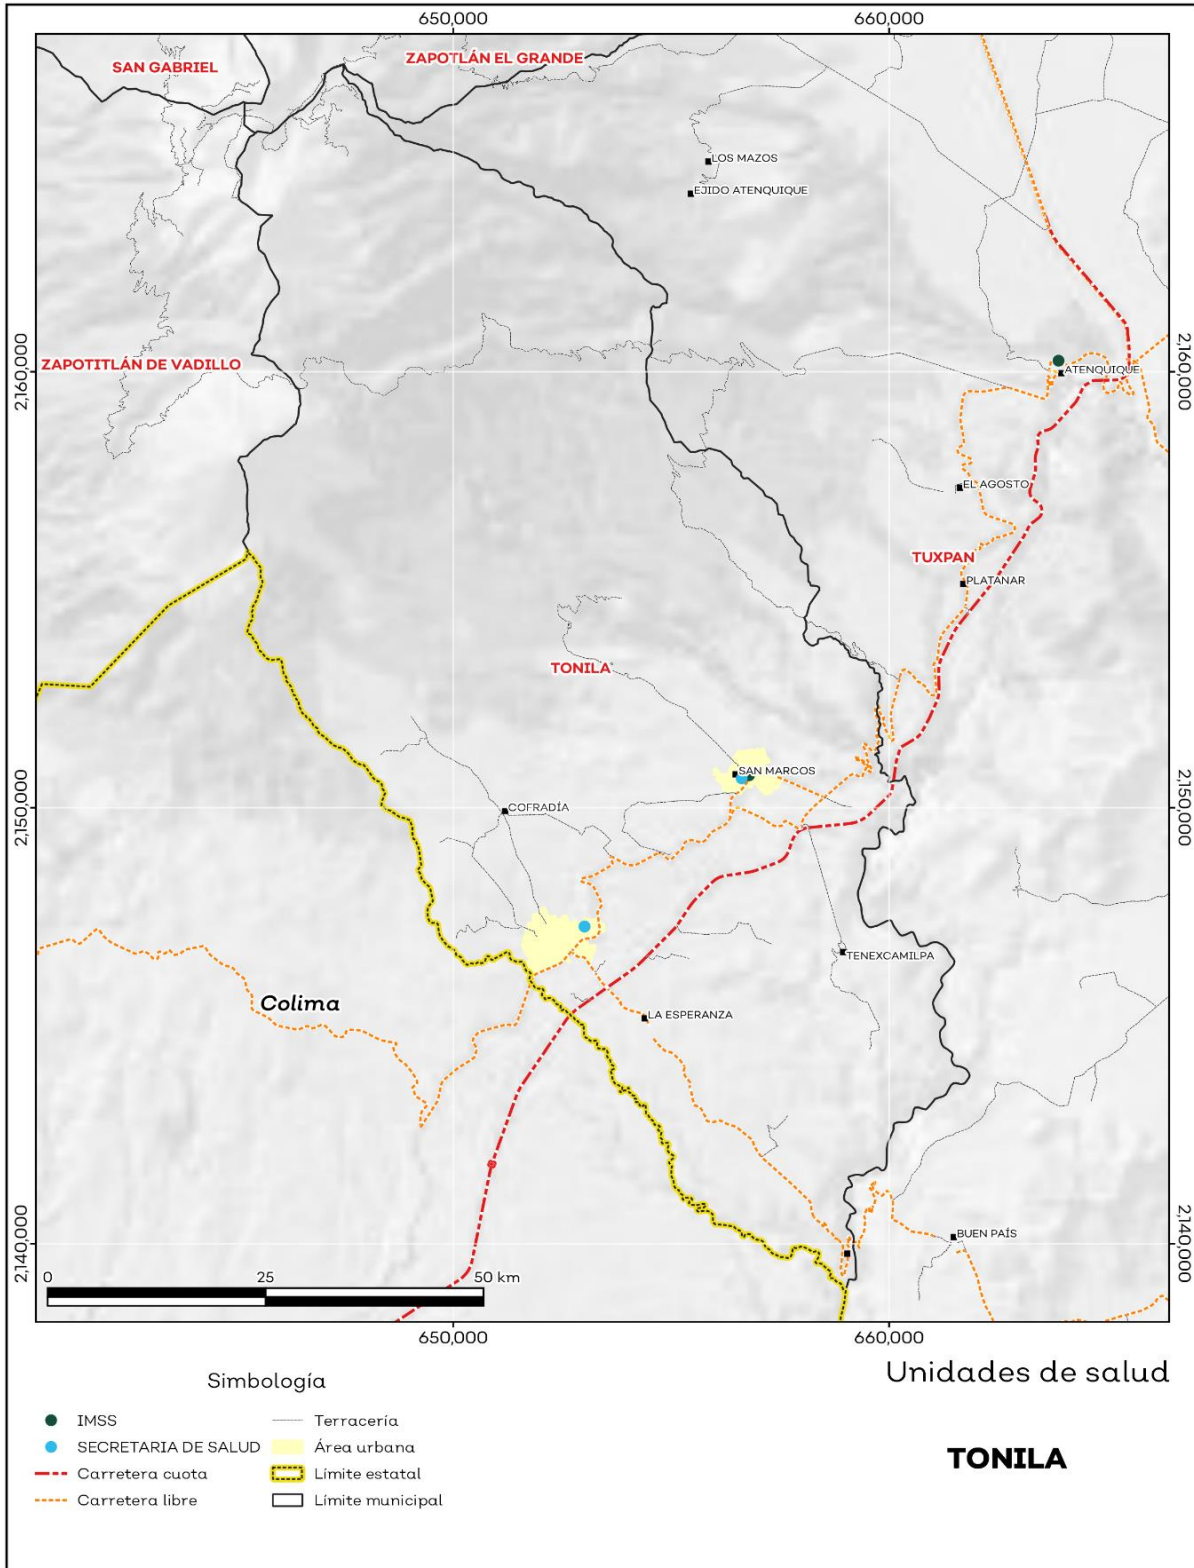 650,000
660,000
ZAPOTLÁN EL GRANDE
SAN GABRIEL
LOS MAZOS
EJIDO ATENQUIQUE
2,160,000
2,160,000
ZAPOTITLÁN DE VADILLO
ATENQUIQUE
EL AGOSTO
TUXPAN
PLATANAR
TONILA
SAN MARCOS
2,150,000
2,150,000
COFRADÍA
TENEXCAMILPA
Colima
LA ESPERANZA
2,140,000
2,140,000
BUEN PAÍS
0
25
50 km
650,000
660,000
Unidades de salud
Simbología
IMSS
Terracería
SECRETARIA DE SALUD
Área urbana
TONILA
Carretera cuota
Límite estatal
Carretera libre
Límite municipal